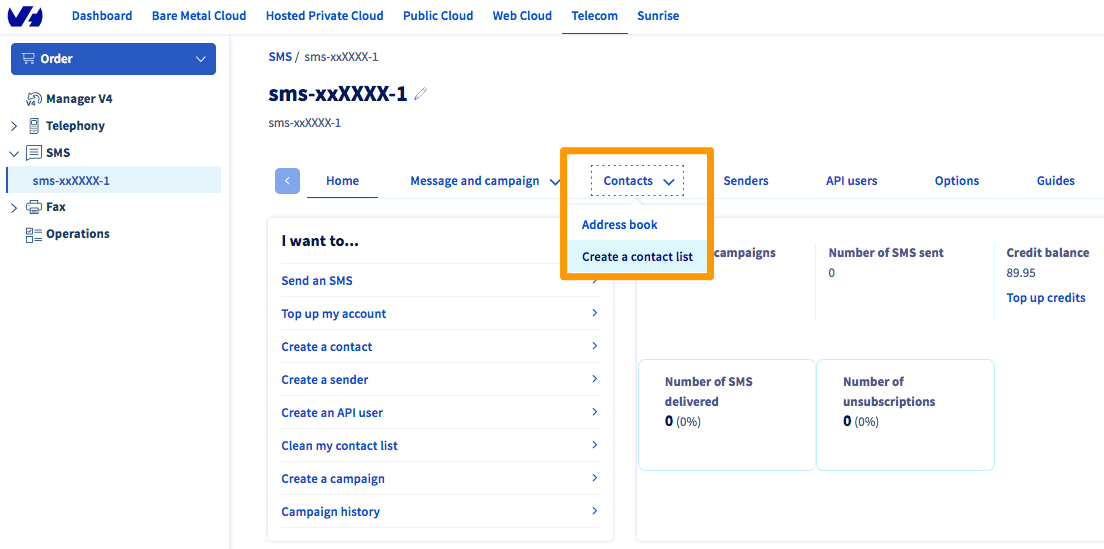 Dashboard
Bare Metal Cloud
Hosted Private Cloud
Public Cloud
Web Cloud
Telecom
Sunrise
Order
Manager V4
Telephony
SMS
sms-xxXXXX-1
Fax
Operations
SMS / sms-xxXXXX-1
sms-xxXXXX-1
sms-xxXXXX-1
Home
Message and campaign
Contacts
Senders
API users
Options
Guides
Address book
Create a contact list
I want to...
Send an SMS
Top up my account
Create a contact
Create a sender
Create an API user
Clean my contact list
Create a campaign
Campaign history
campaigns
Number of SMS sent
0
Credit balance
89.95
Top up credits
Number of SMS
delivered
0 (0%)
Number of
unsubscriptions
0 (0%)